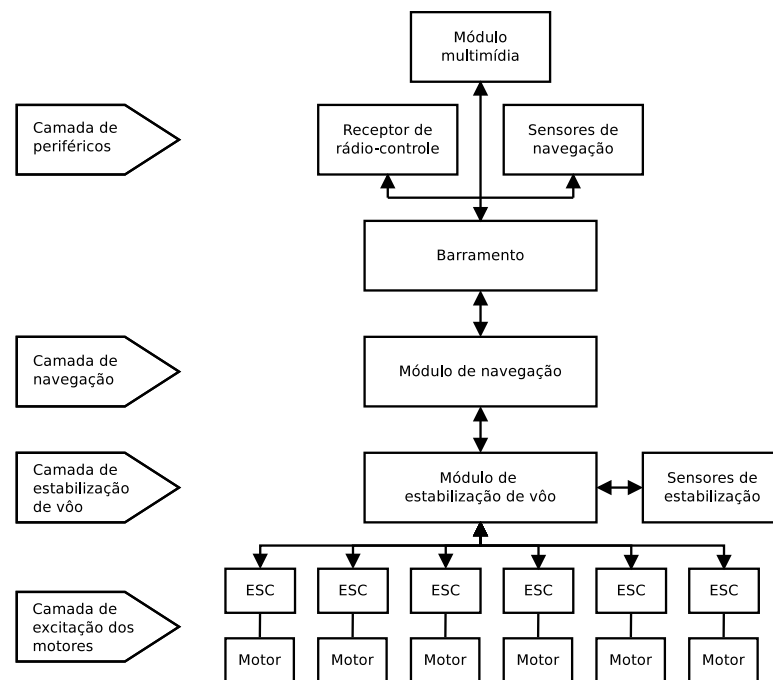 Módulo
multimídia
Camada de
periféricos
Receptor de
rádio-controle
Sensores de
navegação
Barramento
Camada de
navegação
Módulo de navegação
Camada de
estabilização
de vôo
Módulo de
estabilização de vôo
Sensores de
estabilização
Camada de
excitação dos
motores
ESC
ESC
ESC
ESC
ESC
ESC
Motor
Motor
Motor
Motor
Motor
Motor